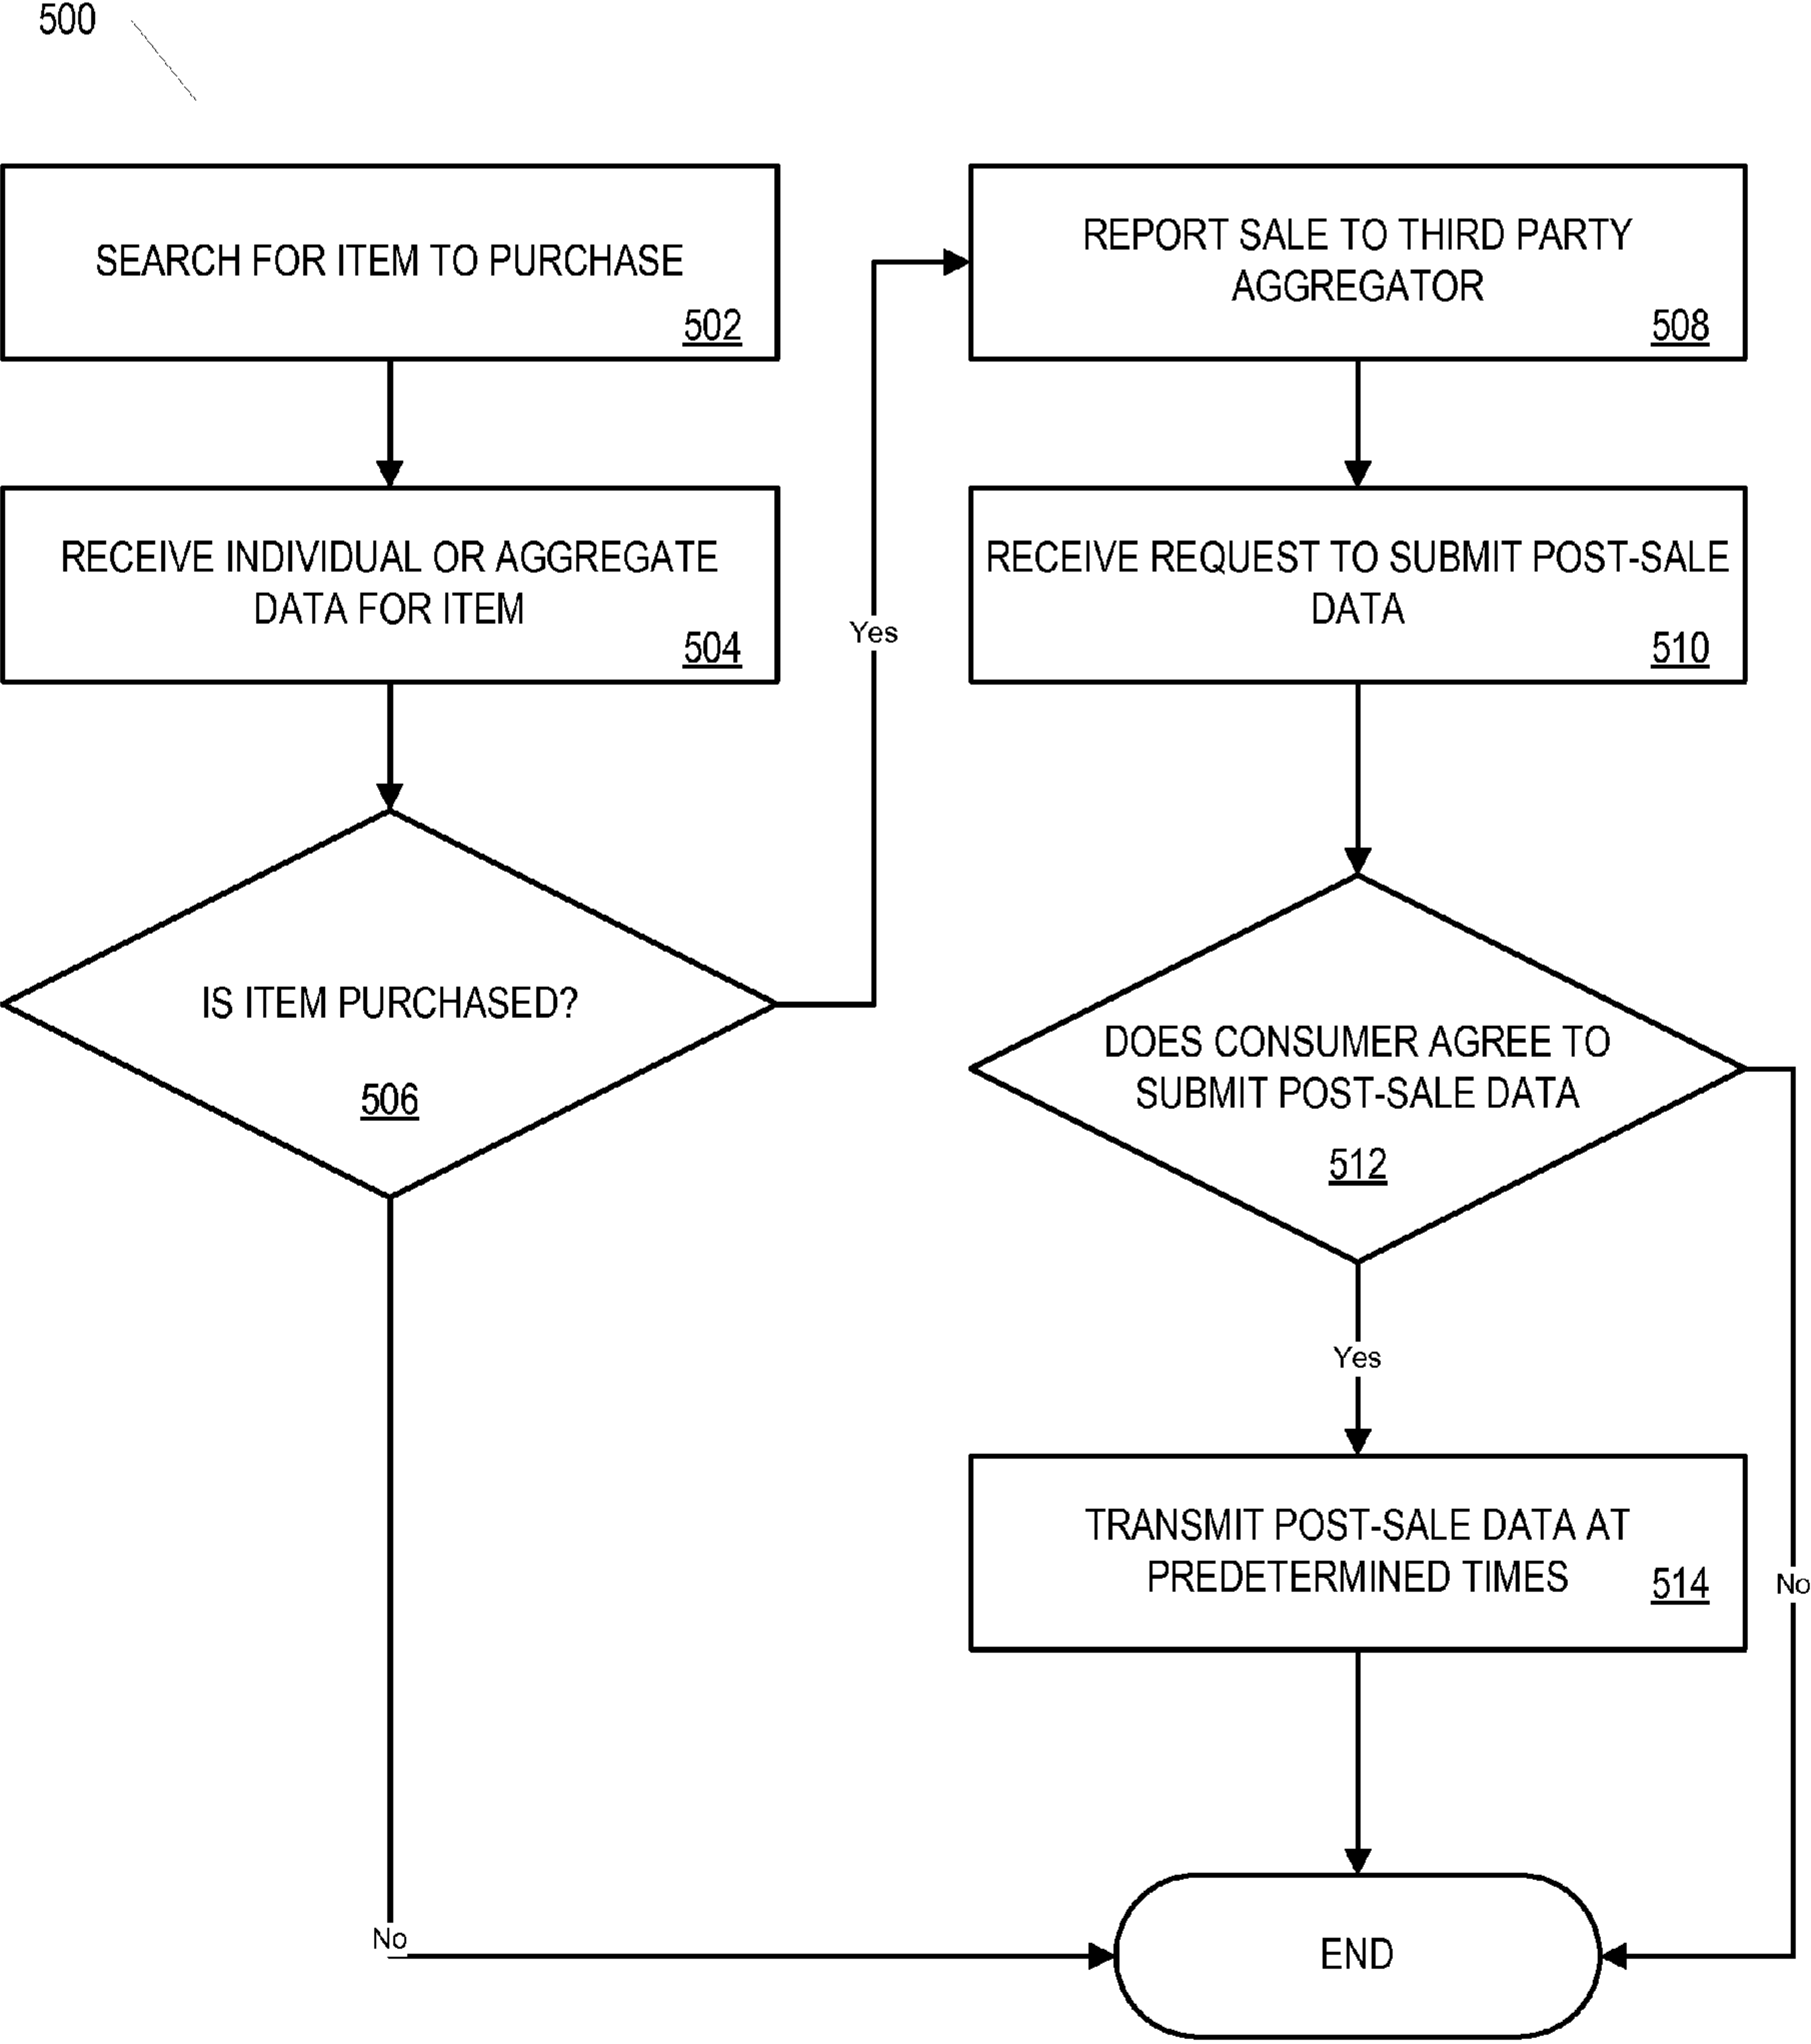 500
SEARCH FOR ITEM TO PURCHASE
502
RECEIVE INDIVIDUAL OR AGGREGATE
DATA FOR ITEM
504
IS ITEM PURCHASED?
506
No
Yes
REPORT SALE TO THIRD PARTY
AGGREGATOR
508
RECEIVE REQUEST TO SUBMIT POST-SALE
DATA
510
DOES CONSUMER AGREE TO
SUBMIT POST-SALE DATA
512
Yes
TRANSMIT POST-SALE DATA AT
PREDETERMINED TIMES
514
No
END